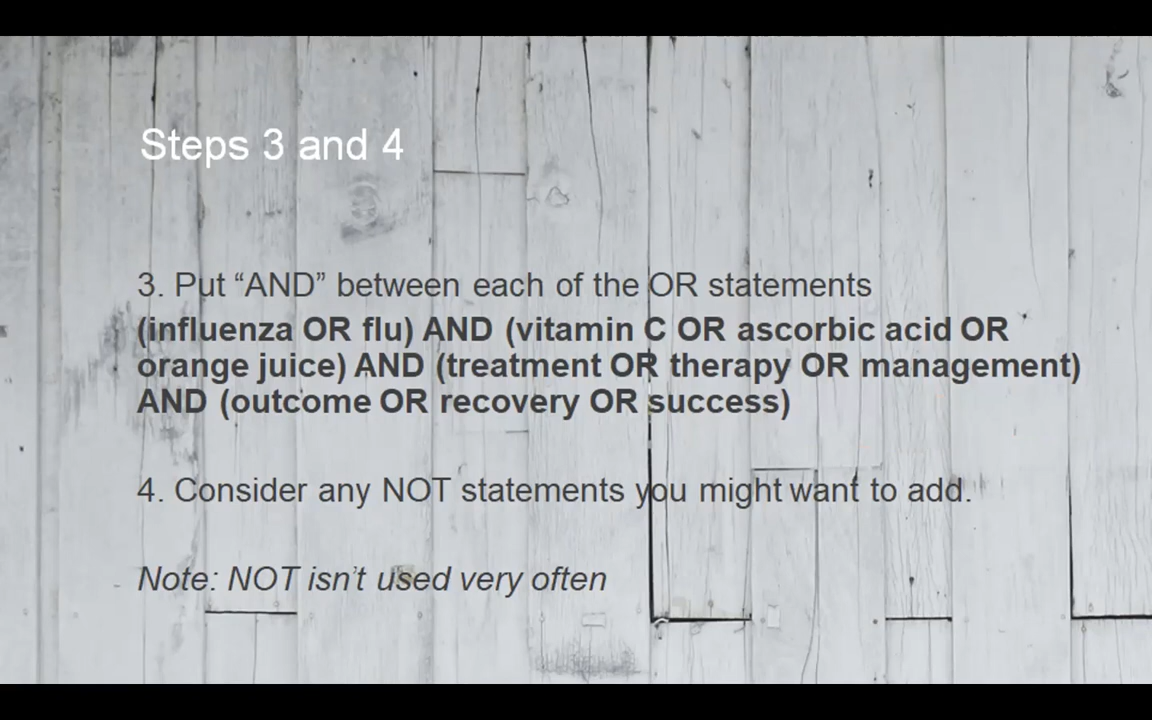 Steps 3 and 4
3. Put “AND” between each of the OR statements
(influenza OR flu) AND (vitamin C OR ascorbic acid OR
orange juice) AND (treatment OR therapy OR management)
AND (outcome OR recovery OR success)
4. Consider any NOT statements you might want to add.
Note: NOT isn’t used very often